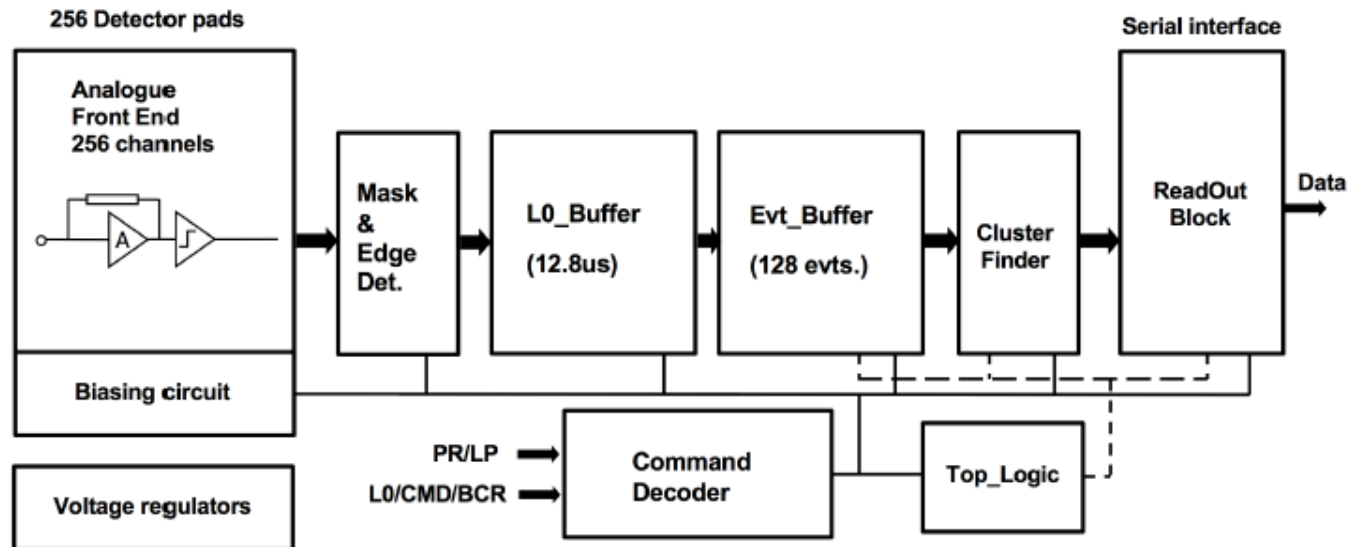 256 Detector pads
Serial interface
Analogue
Front End
256 channels
A
Mask
&
Edge
Det.
L0_Buffer
(12.8us)
Evt_Buffer
(128 evts.)
Cluster
Finder
ReadOut
Block
Data
Biasing circuit
Voltage regulators
PR/LP
L0/CMD/BCR
Command
Decoder
Top_Logic